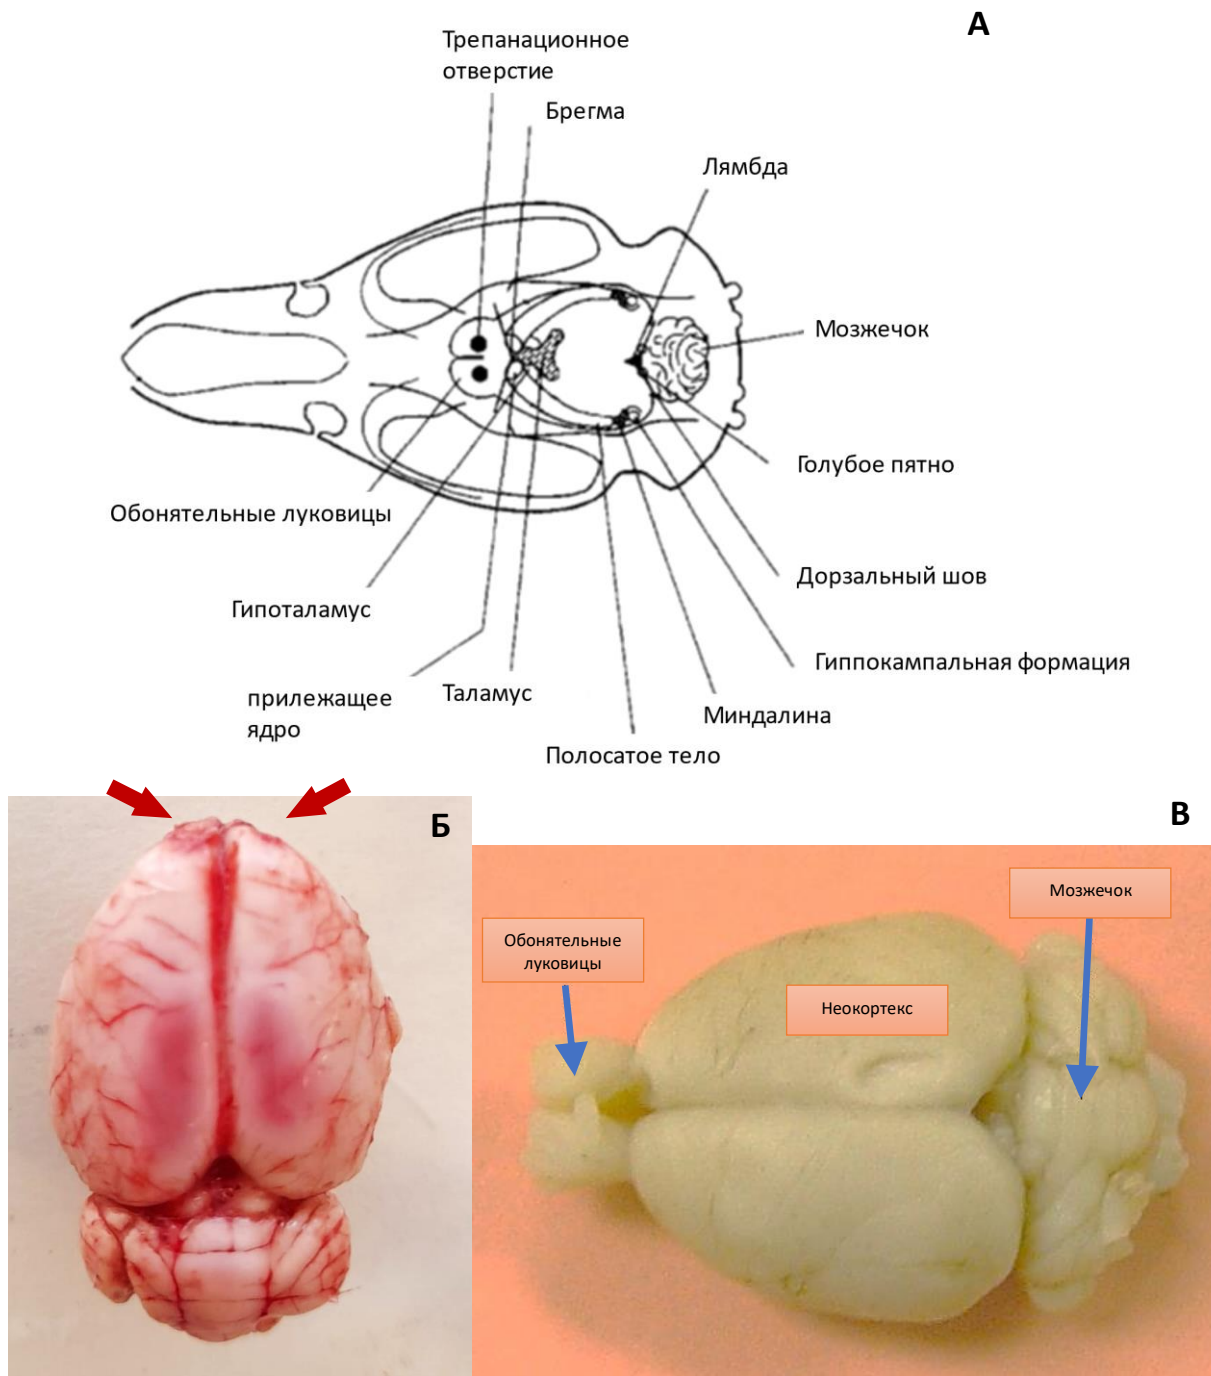 А
Трепанационное
отверстие
Брегма
Лямбда
Мозжечок
Голубое пятно
Обонятельные луковицы
Дорзальный шов
Гипоталамус
Гиппокампальная формация
прилежащее
ядро
Таламус
Миндалина
Полосатое тело
Б
В
Мозжечок
Обонятельные
луковицы
Неокортекс